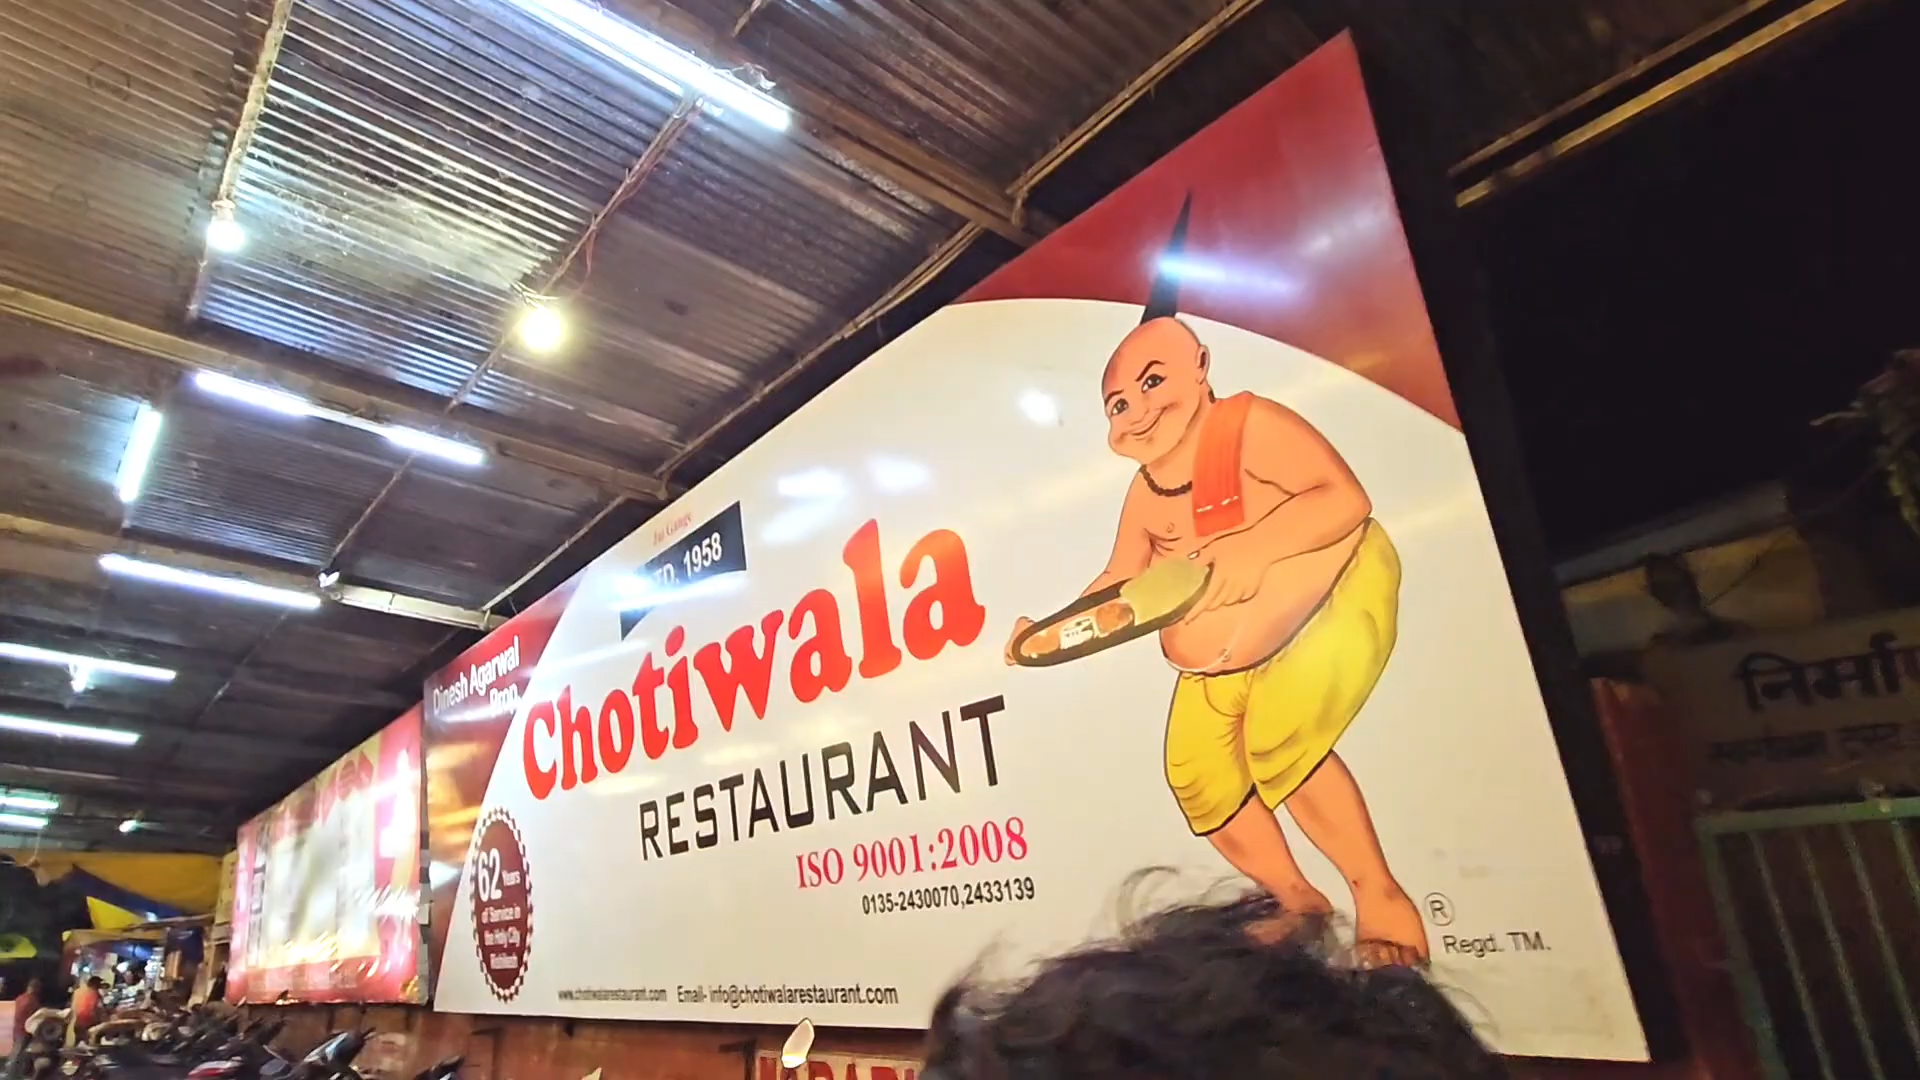 Jai Gange
TD. 1958
Dinesh Agarwal
Prop.
Chotiwala
RESTAURANT
ISO 9001:2008
0135-2430070,2433139
62 Years
of Service in
the Holy City
Rishikesh
www.chotiwalarestaurant.com Email- info@chotiwalarestaurant.com
®
Regd. TM.